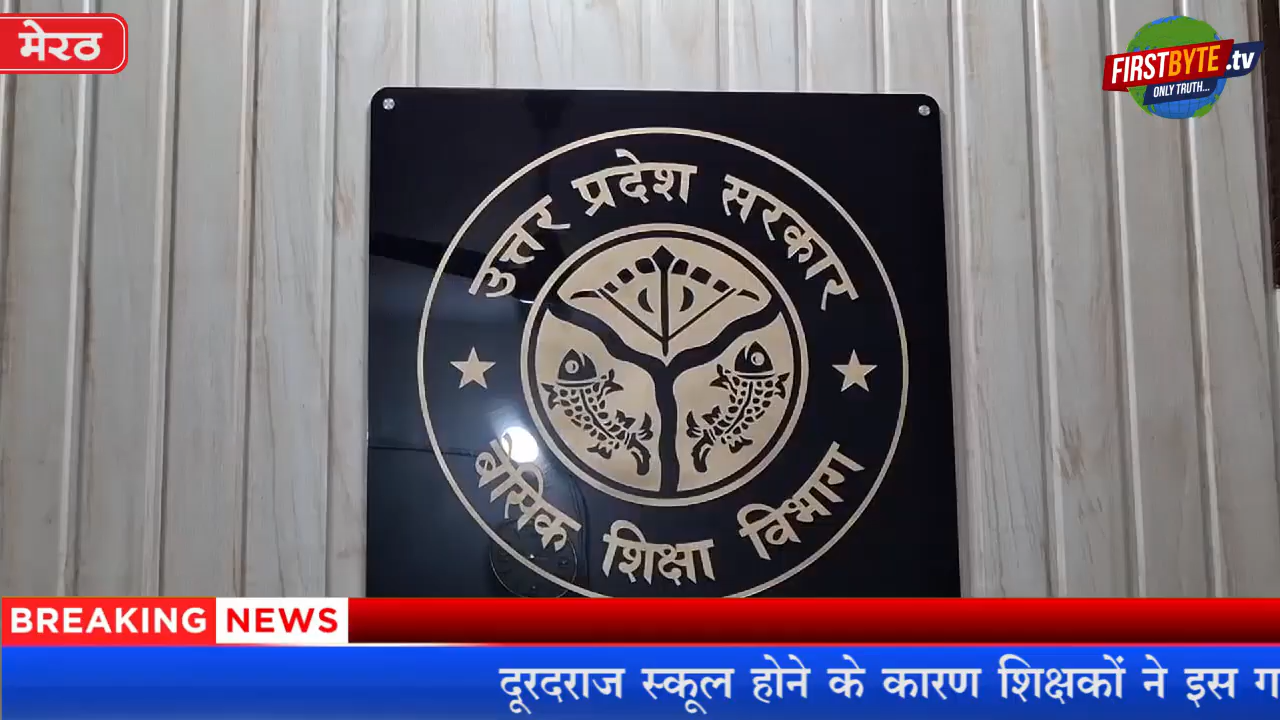 मेरठ
FIRSTBYTE.tv
ONLY TRUTH...
उत्तर प्रदेश सरकार
बेसिक शिक्षा विभाग
BREAKING NEWS
दूरदराज स्कूल होने के कारण शिक्षकों ने इस ग